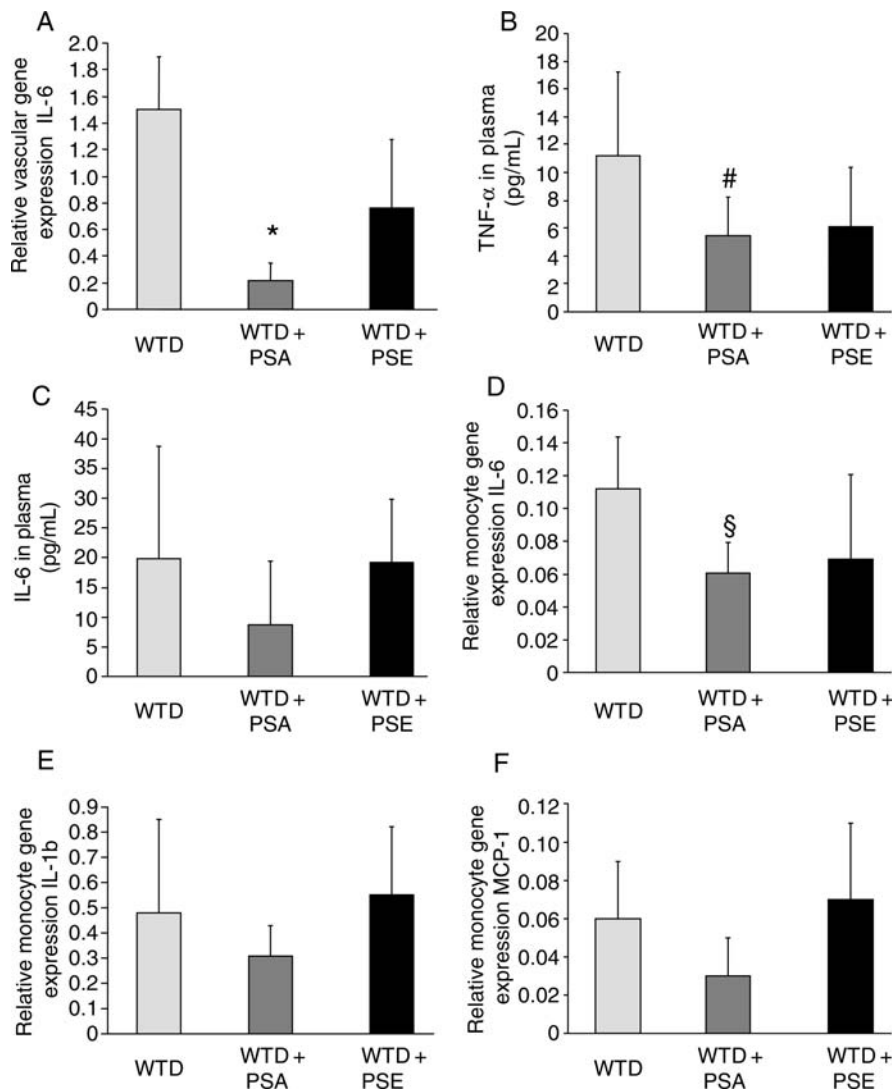 A
Relative vascular gene
expression IL-6
2.0
1.8
1.6
1.4
1.2
1.0
0.8
0.6
0.4
0.2
0
*
WTD
WTD +
PSA
WTD +
PSE
B
TNF-α in plasma
(pg/mL)
20
18
16
14
12
10
8
6
4
2
0
#
WTD
WTD +
PSA
WTD +
PSE
C
IL-6 in plasma
(pg/mL)
45
40
35
30
25
20
15
10
5
0
WTD
WTD +
PSA
WTD +
PSE
D
Relative monocyte gene
expression IL-6
0.16
0.14
0.12
0.10
0.08
0.06
0.04
0.02
0
§
WTD
WTD +
PSA
WTD +
PSE
E
Relative monocyte gene
expression IL-1b
0.9
0.8
0.7
0.6
0.5
0.4
0.3
0.2
0.1
0
WTD
WTD +
PSA
WTD +
PSE
F
Relative monocyte gene
expression MCP-1
0.12
0.10
0.08
0.06
0.04
0.02
0
WTD
WTD +
PSA
WTD +
PSE